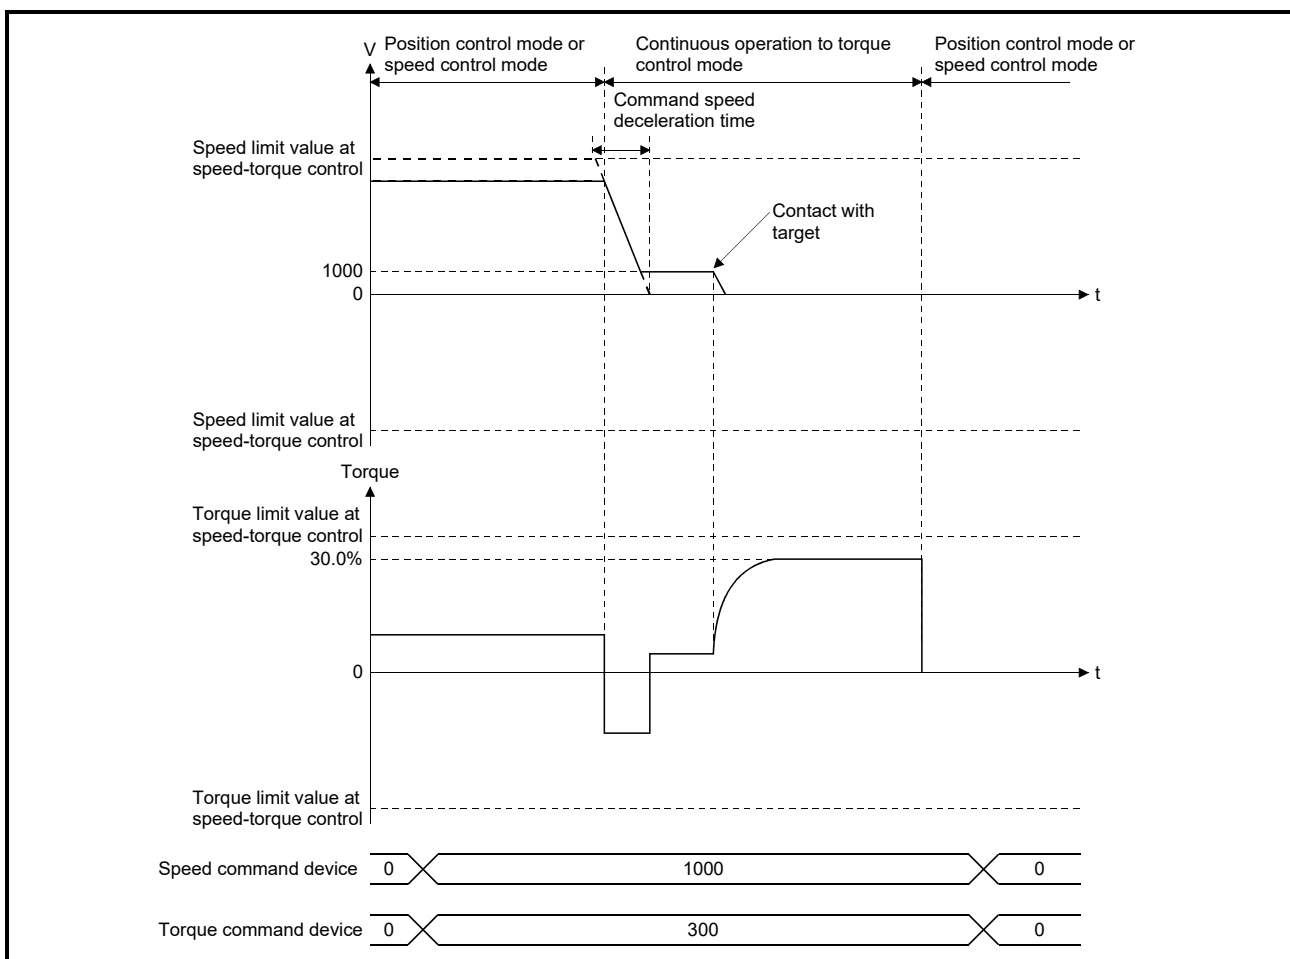 V
Position control mode or
speed control mode
Continuous operation to torque
control mode
Position control mode or
speed control mode
Command speed
deceleration time
Speed limit value at
speed-torque control
Contact with
target
1000
0
t
Speed limit value at
speed-torque control
Torque
Torque limit value at
speed-torque control
30.0%
0
t
Torque limit value at
speed-torque control
Speed command device 0 1000 0
Torque command device 0 300 0